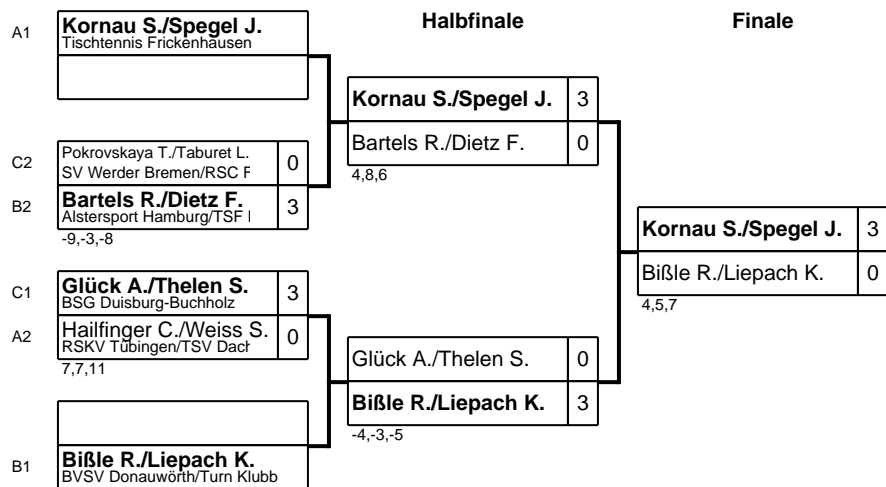 Halbfinale
Finale
A1
Kornau S./Spegel J.
Tischtennis Frickenhausen
C2
Pokrovskaya T./Taburet L.
SV Werder Bremen/RSC F
0
B2
Bartels R./Dietz F.
Alstersport Hamburg/TSF
3
-9,-3,-8
C1
Glück A./Thelen S.
BSG Duisburg-Buchholz
3
A2
Hailfinger C./Weiss S.
RSKV Tübingen/TSV Dach
0
7,7,11
B1
Bißle R./Liepach K.
BVSV Donauwörth/Turn Klubb
Kornau S./Spegel J. 3
Bartels R./Dietz F. 0
4,8,6
Glück A./Thelen S. 0
Bißle R./Liepach K. 3
-4,-3,-5
Kornau S./Spegel J. 3
Bißle R./Liepach K. 0
4,5,7